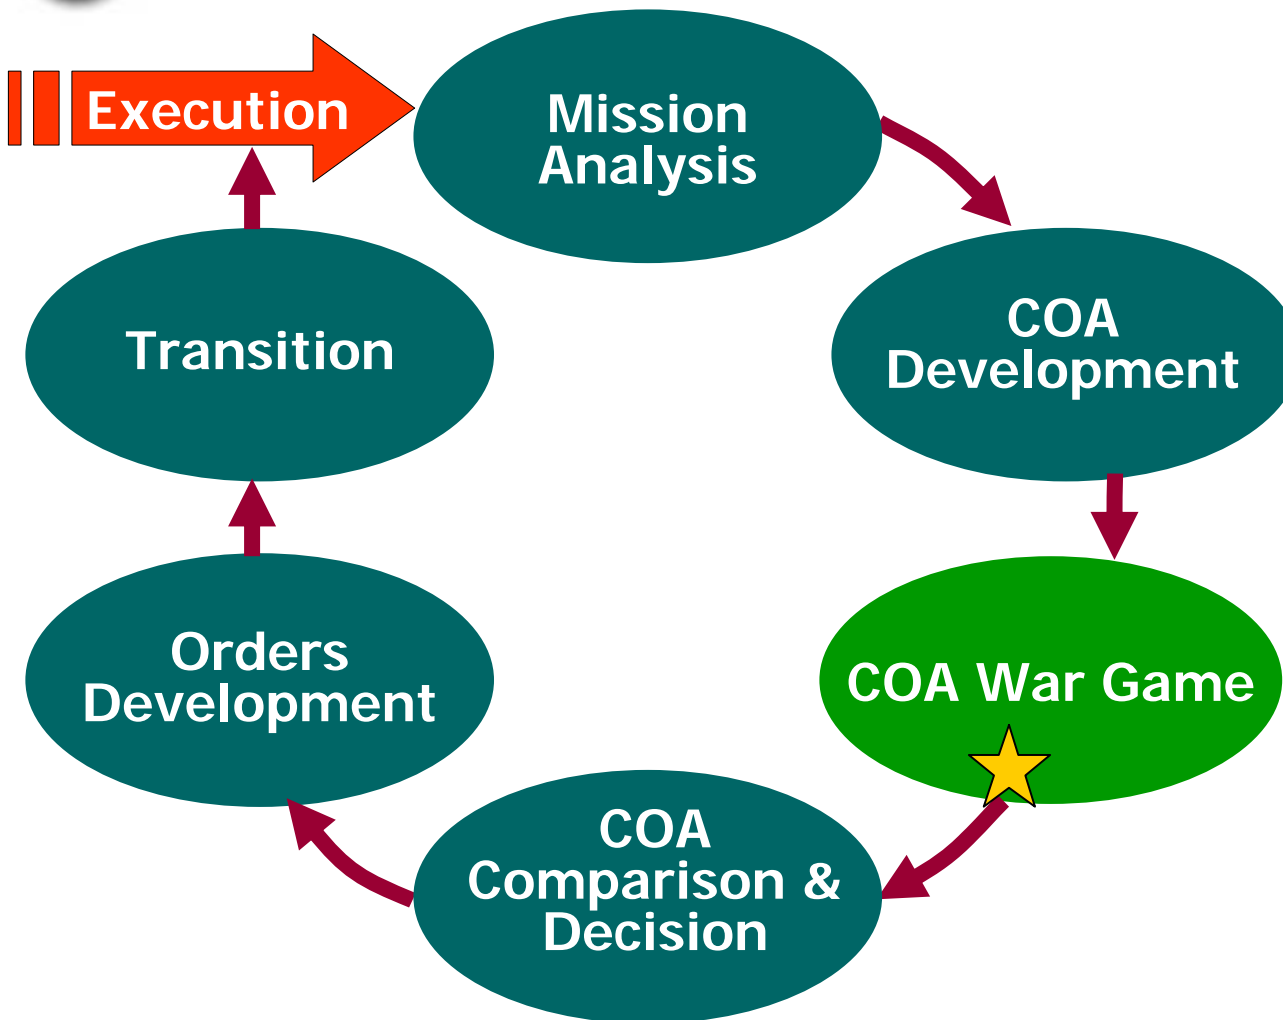 Execution
Mission
Analysis
COA
Development
COA War Game
COA
Comparison &
Decision
Orders
Development
Transition